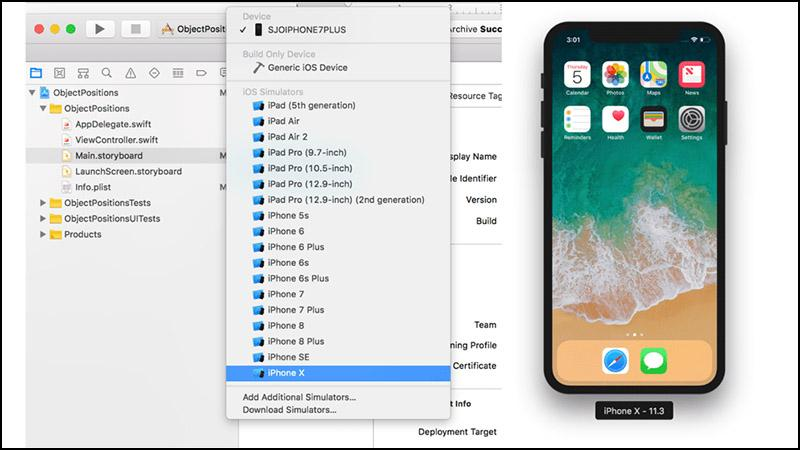 ObjectPositi
Archive Succ
Device
SJOIPHONE7PLUS
Build Only Device
Generic iOS Device
iOS Simulators
iPad (5th generation)
iPad Air
iPad Air 2
iPad Pro (9.7-inch)
iPad Pro (10.5-inch)
iPad Pro (12.9-inch)
iPad Pro (12.9-inch) (2nd generation)
iPhone 5s
iPhone 6
iPhone 6 Plus
iPhone 6s
iPhone 6s Plus
iPhone 7
iPhone 7 Plus
iPhone 8
iPhone 8 Plus
iPhone SE
iPhone X
Add Additional Simulators...
Download Simulators...
ObjectPositions
M
ObjectPositions
AppDelegate.swift
ViewController.swift
Main.storyboard
M
LaunchScreen.storyboard
Info.plist
M
ObjectPositionsTests
ObjectPositionsUITests
Products
Resource Tag
isplay Name
le Identifier
Version
Build
Team
ning Profile
Certificate
nt Info
Deployment Target
3:01
Thursday
5
Calendar
Photos
Maps
News
Reminders
Health
Wallet
Settings
iPhone X - 11.3